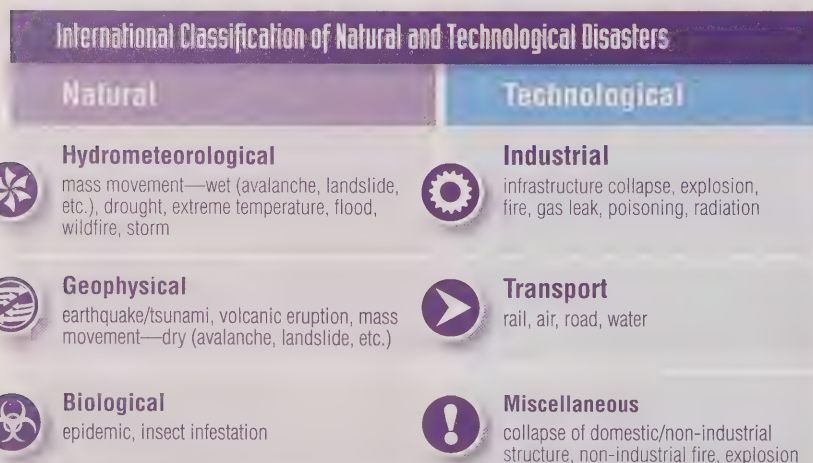 International Classification of Natural and Technological Disasters
Natural
Hydrometeorological
mass movement—wet (avalanche, landslide,
etc.), drought, extreme temperature, flood,
wildfire, storm
Geophysical
earthquake/tsunami, volcanic eruption, mass
movement—dry (avalanche, landslide, etc.)
Biological
epidemic, insect infestation
Technological
Industrial
infrastructure collapse, explosion,
fire, gas leak, poisoning, radiation
Transport
rail, air, road, water
Miscellaneous
collapse of domestic/non-industrial
structure, non-industrial fire, explosion